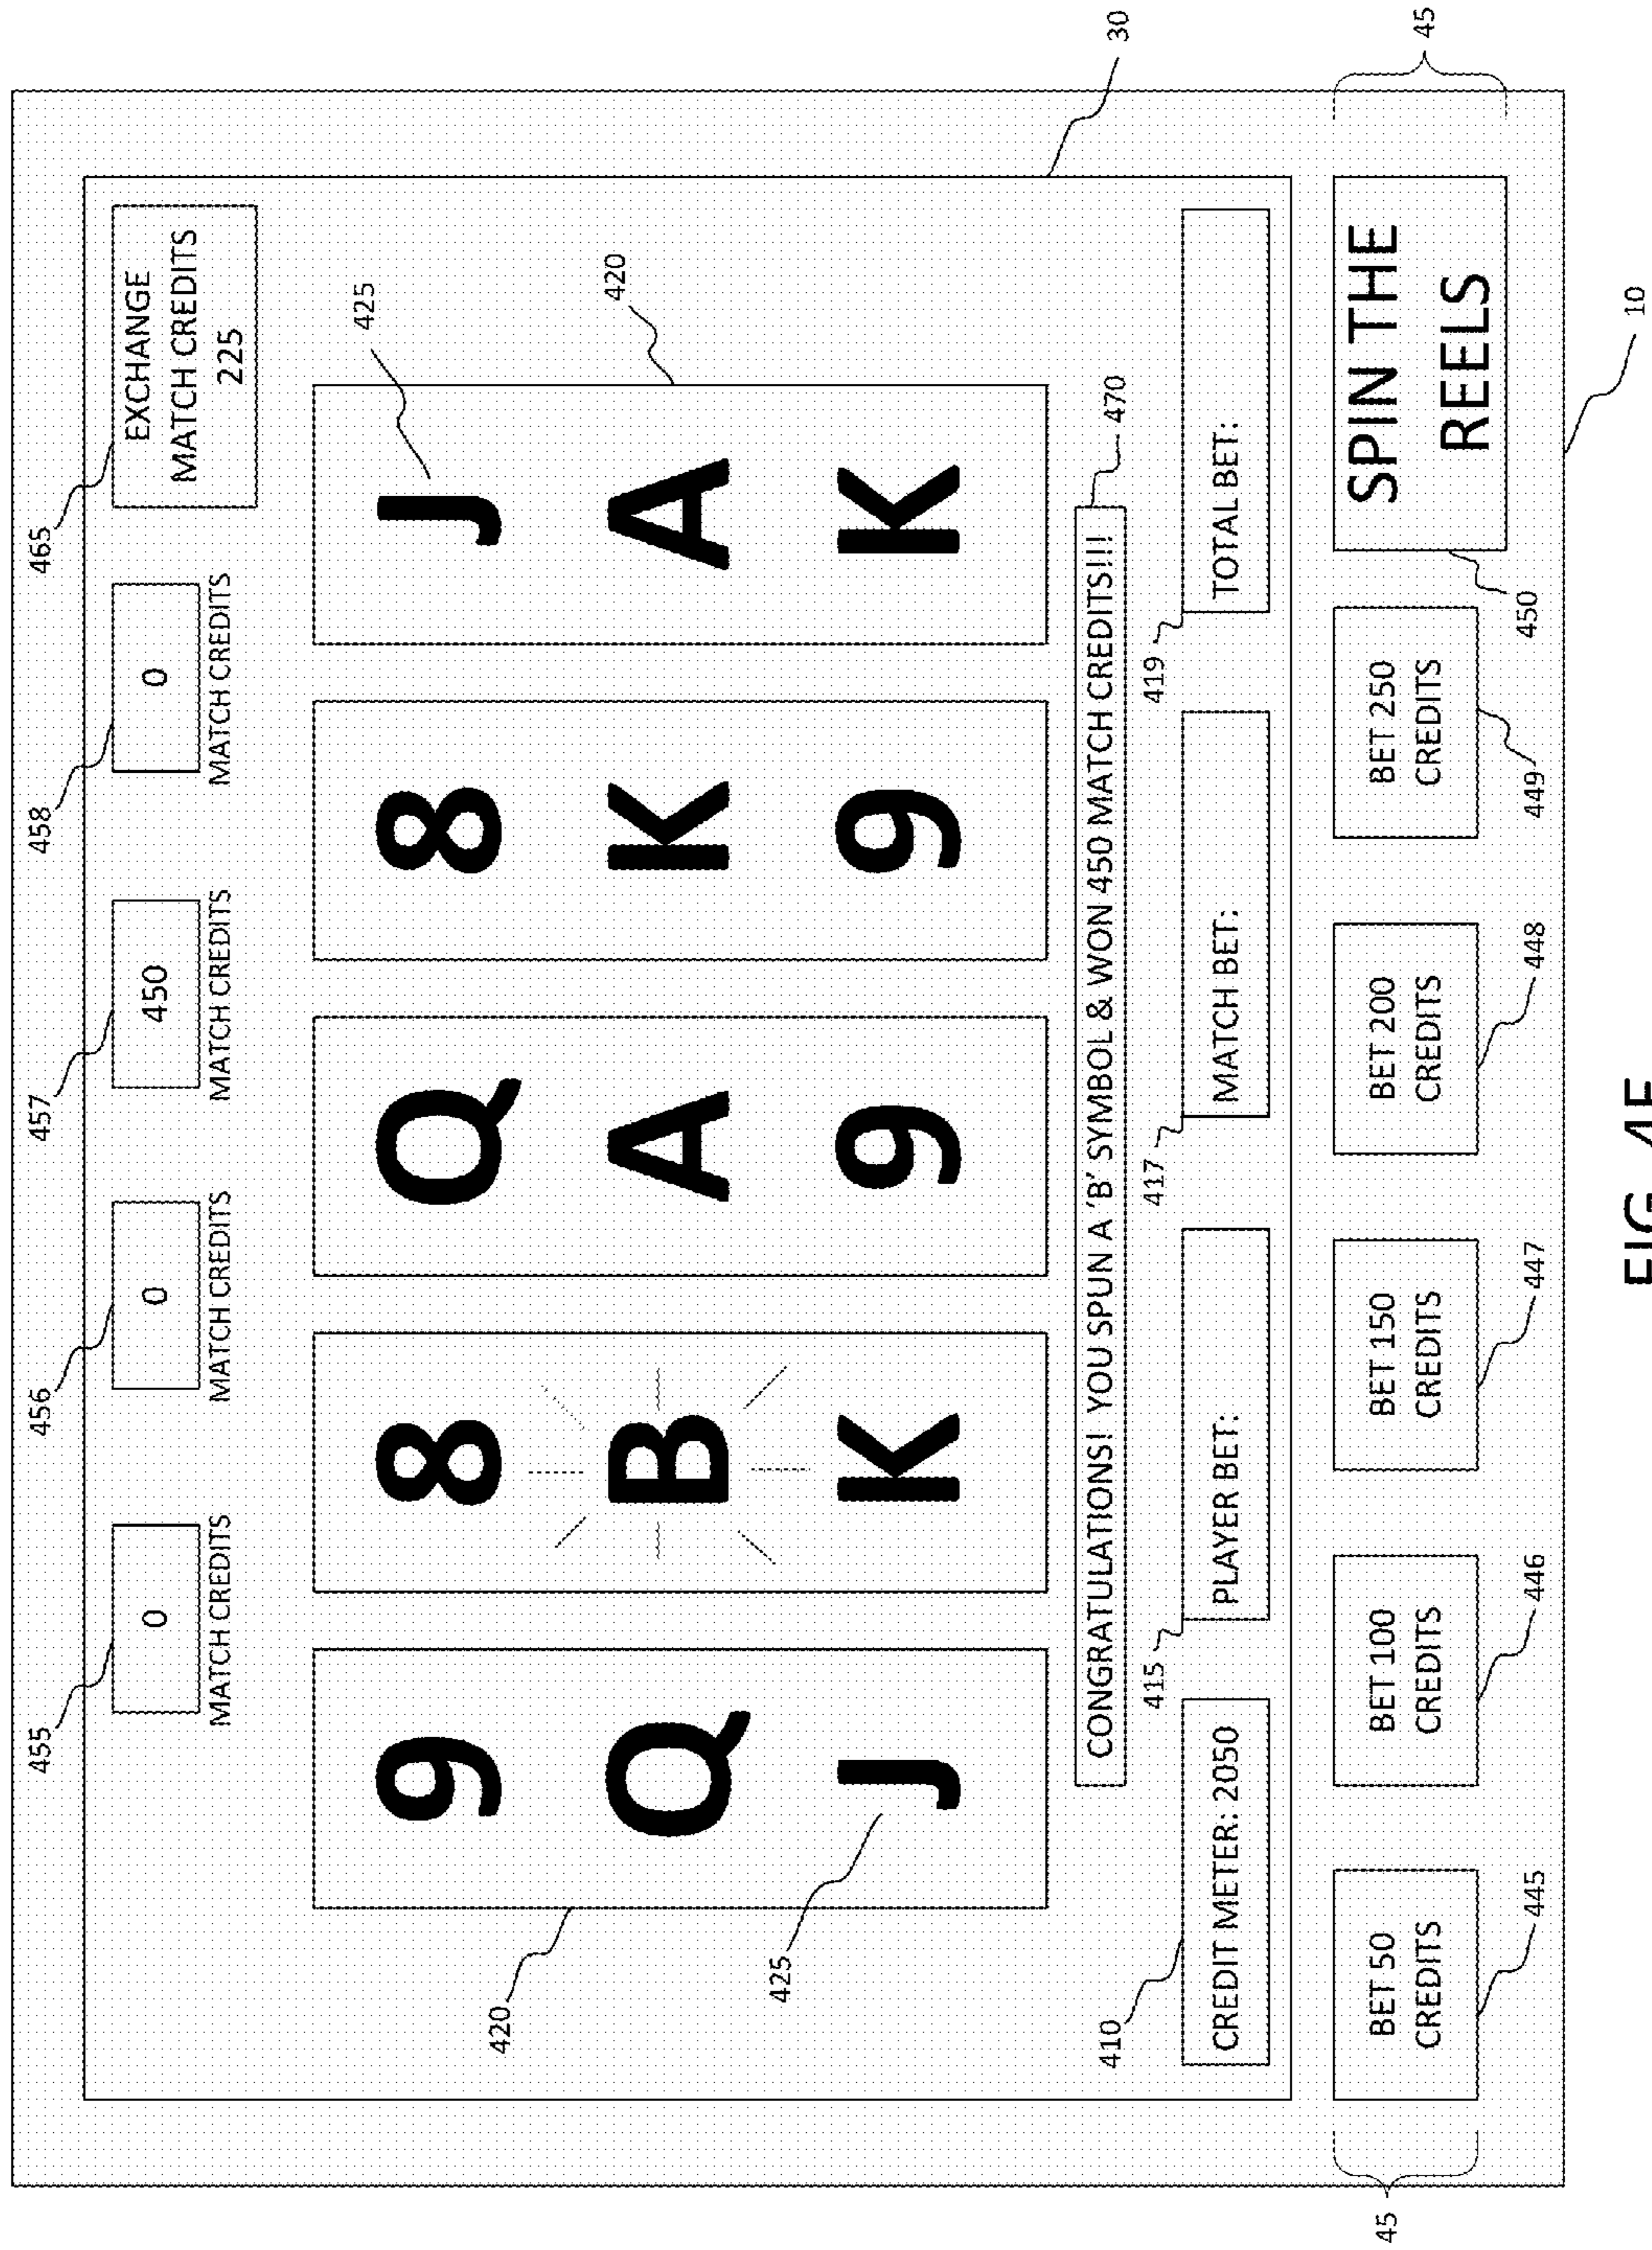 455 456 457 458 465
0 0 450 0 EXCHANGE
MATCH CREDITS MATCH CREDITS MATCH CREDITS MATCH CREDITS MATCH CREDITS
225
425
9 8 Q 8 J
420
Q B A K A
420
J K 9 9 K
425
CONGRATULATIONS! YOU SPUN A 'B' SYMBOL & WON 450 MATCH CREDITS!!!
470
30
410 415 417 419
CREDIT METER: 2050 PLAYER BET: MATCH BET: TOTAL BET:
45 BET 50 BET 100 BET 150 BET 200 BET 250 SPIN THE 45
CREDITS CREDITS CREDITS CREDITS CREDITS REELS
445 446 447 448 449 450
10
FIG.